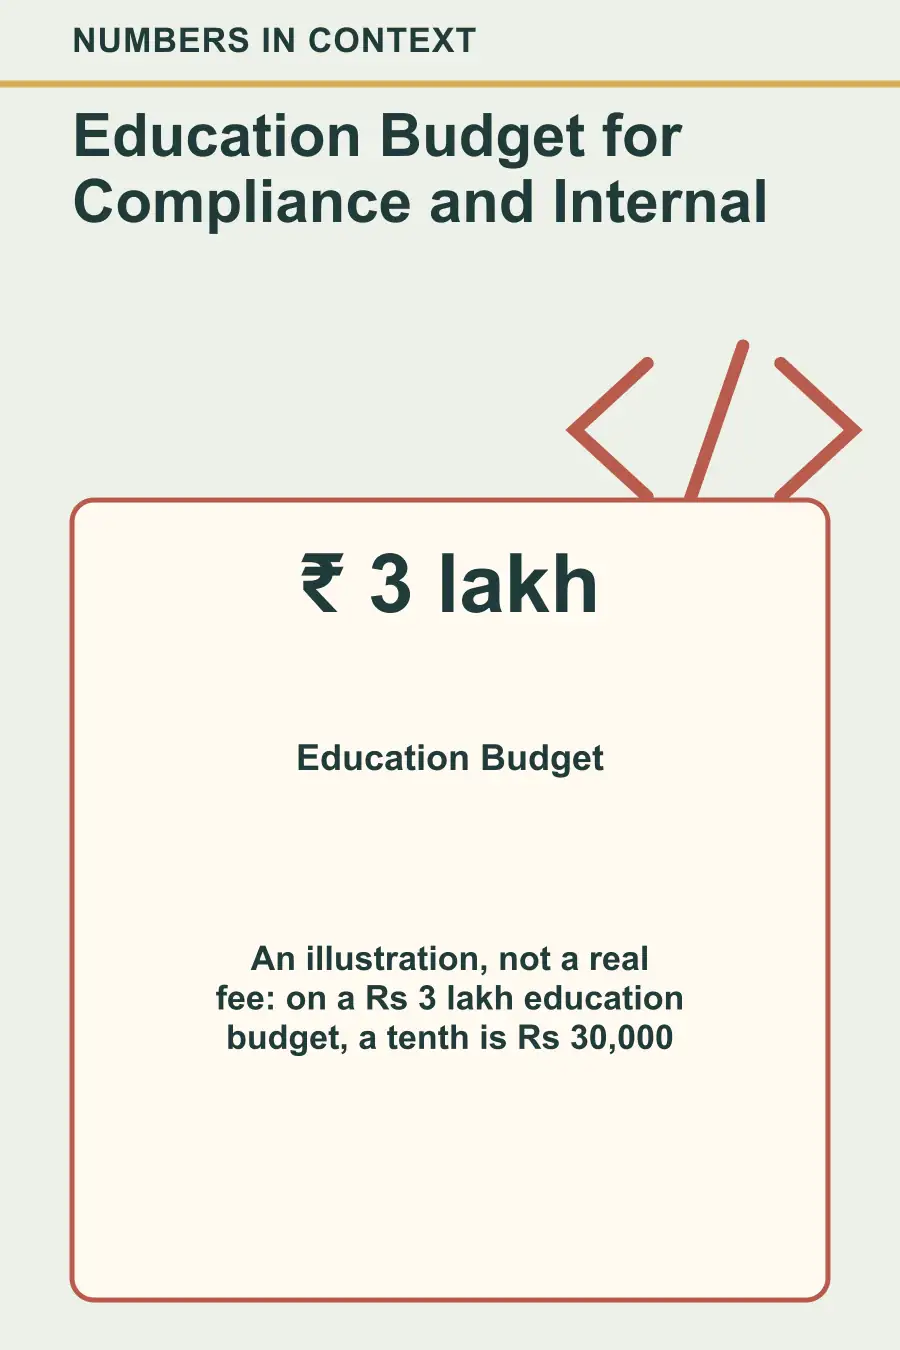 NUMBERS IN CONTEXT
Education Budget for
Compliance and Internal
₹ 3 lakh
Education Budget
An illustration, not a real
fee: on a Rs 3 lakh education
budget, a tenth is Rs 30,000